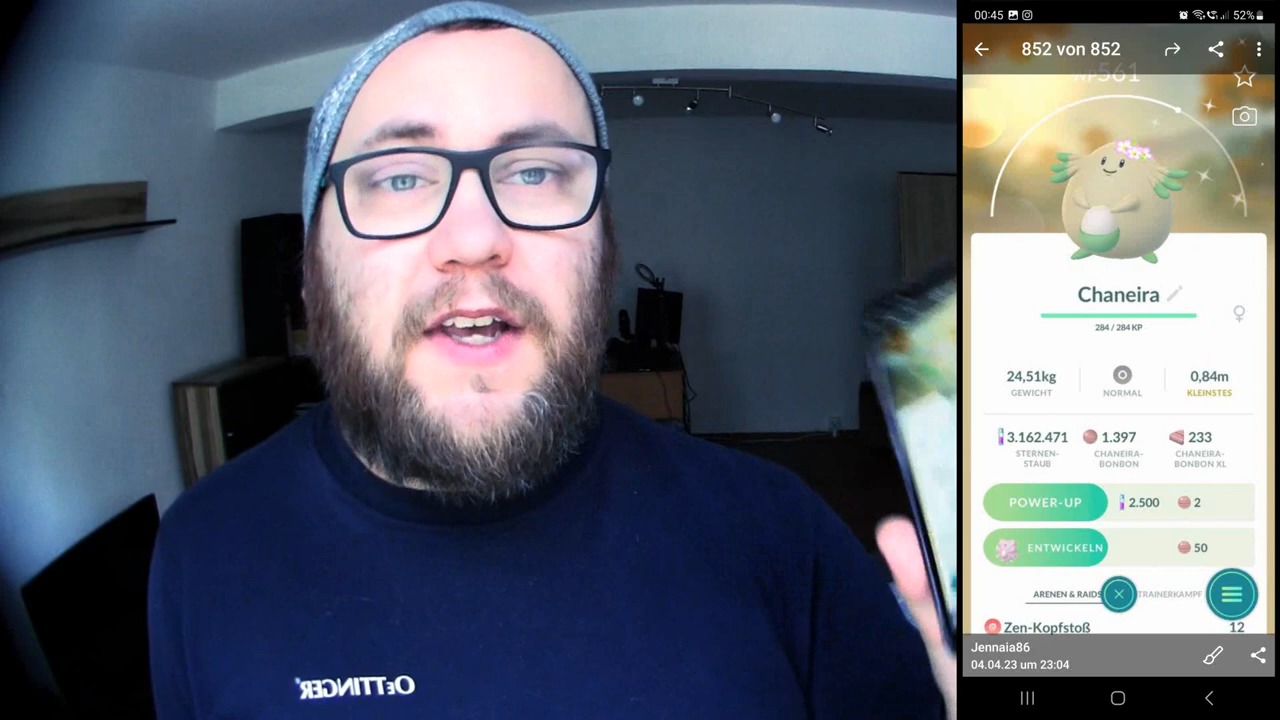 00:45
52%
852 von 852
WP561
Chaneira
284 / 284 KP
24,51kg
GEWICHT
NORMAL
0,84m
KLEINSTES
3.162.471
STERNEN-
STAUB
1.397
CHANEIRA-
BONBON
233
CHANEIRA-
BONBON XL
POWER-UP
2.500
2
ENTWICKELN
50
ARENEN & RAIDS
TRAINERKAMPF
Zen-Kopfstoß
12
Jennaia86
04.04.23 um 23:04
OeTTINGER